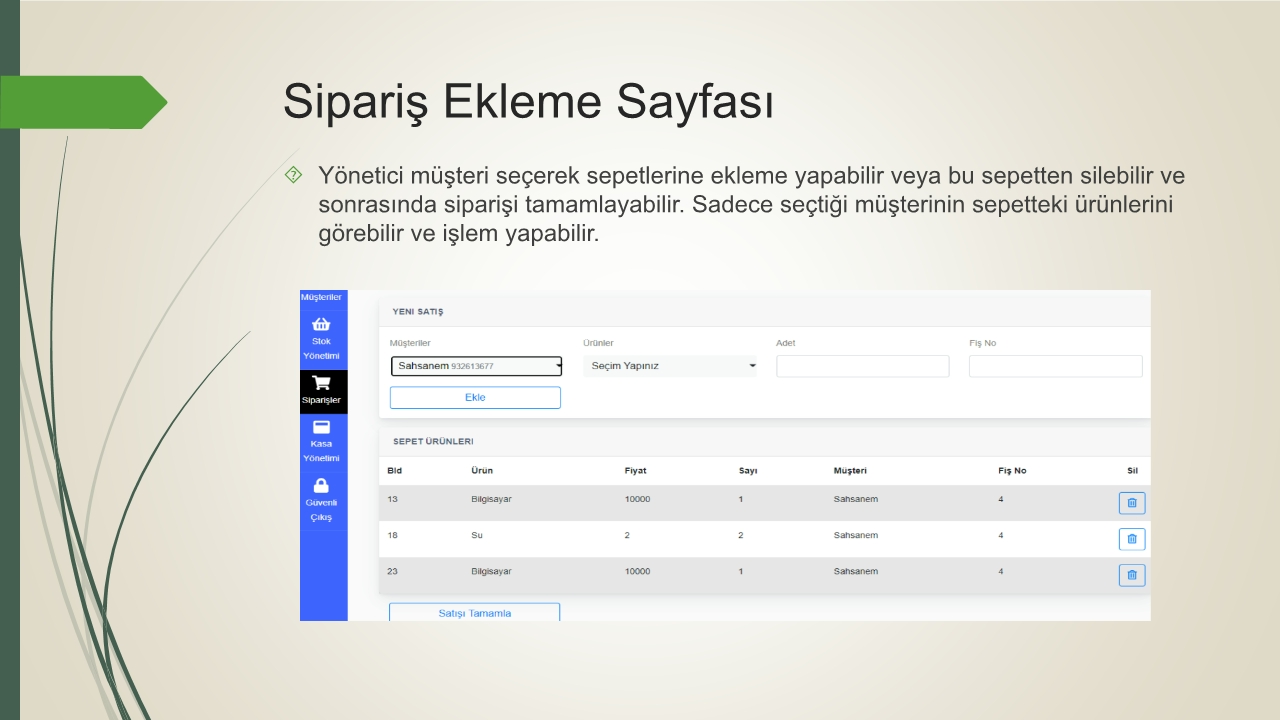 Sipariş Ekleme Sayfası
Yönetici müşteri seçerek sepetlerine ekleme yapabilir veya bu sepetten silebilir ve
sonrasında siparişi tamamlayabilir. Sadece seçtiği müşterinin sepetteki ürünlerini
görebilir ve işlem yapabilir.
Müşteriler
Stok
Yönetimi
Siparişler
Kasa
Yönetimi
Güvenli
Çıkış
YENI SATIŞ
Müşteriler Ürünler Adet Fiş No
Sahsanem 932613677 Seçim Yapınız
Ekle
SEPET ÜRÜNLERI
BId Ürün Fiyat Sayı Müşteri Fiş No Sil
13 Bilgisayar 10000 1 Sahsanem 4
18 Su 2 2 Sahsanem 4
23 Bilgisayar 10000 1 Sahsanem 4
Satışı Tamamla